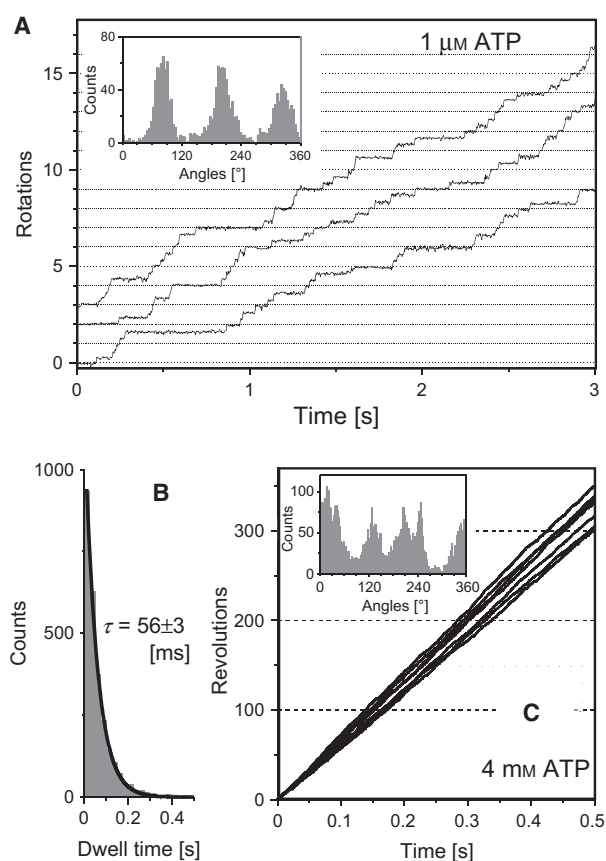 A
1 μM ATP
Counts
80
40
0
0 120 240 360
Angles [°]
Rotations
15
10
5
0
0 1 2 3
Time [s]
B
Counts
1000
500
0
τ = 56±3
[ms]
0 0.2 0.4
Dwell time [s]
Counts
100
50
0
0 120 240 360
Angles [°]
Revolutions
300
200
100
0
C
4 mM ATP
0 0.1 0.2 0.3 0.4 0.5
Time [s]